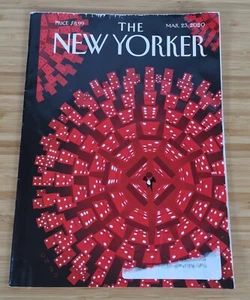 PRICE $8.99
THE
MAR. 23, 2020
NEW YORKER